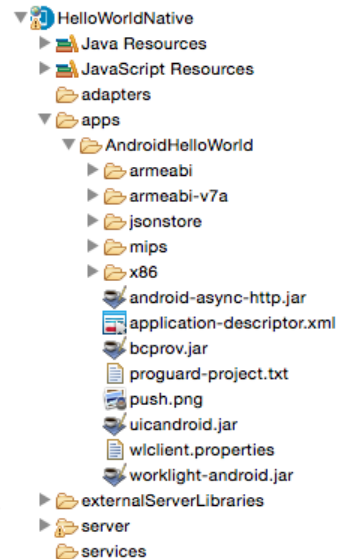 HelloWorldNative
Java Resources
JavaScript Resources
adapters
apps
AndroidHelloWorld
armeabi
armeabi-v7a
jsonstore
mips
x86
android-async-http.jar
application-descriptor.xml
bcprov.jar
proguard-project.txt
push.png
uicandroid.jar
wlclient.properties
worklight-android.jar
externalServerLibraries
server
services